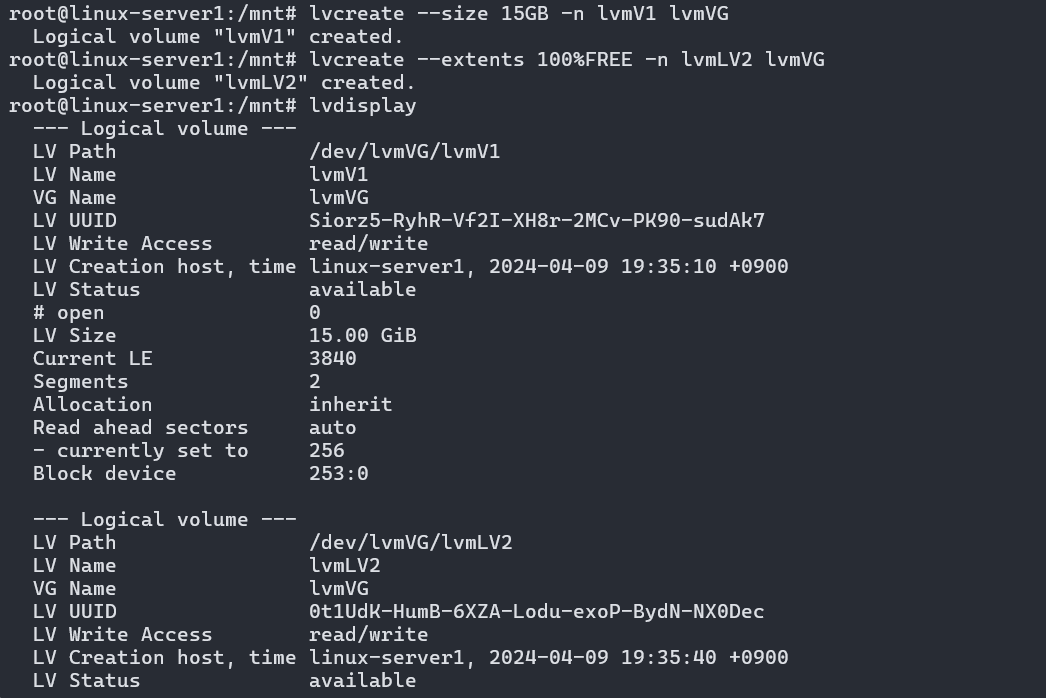 root@linux-server1:/mnt# lvcreate --size 15GB -n lvmV1 lvmVG
  Logical volume "lvmV1" created.
root@linux-server1:/mnt# lvcreate --extents 100%FREE -n lvmLV2 lvmVG
  Logical volume "lvmLV2" created.
root@linux-server1:/mnt# lvdisplay
  --- Logical volume ---
  LV Path                /dev/lvmVG/lvmV1
  LV Name                lvmV1
  VG Name                lvmVG
  LV UUID                Siorz5-RyhR-Vf2I-XH8r-2MCv-PK90-sudAk7
  LV Write Access        read/write
  LV Creation host, time linux-server1, 2024-04-09 19:35:10 +0900
  LV Status              available
  # open                 0
  LV Size                15.00 GiB
  Current LE             3840
  Segments               2
  Allocation             inherit
  Read ahead sectors     auto
  - currently set to     256
  Block device           253:0

  --- Logical volume ---
  LV Path                /dev/lvmVG/lvmLV2
  LV Name                lvmLV2
  VG Name                lvmVG
  LV UUID                0t1UdK-HumB-6XZA-Lodu-exoP-BydN-NX0Dec
  LV Write Access        read/write
  LV Creation host, time linux-server1, 2024-04-09 19:35:40 +0900
  LV Status              available